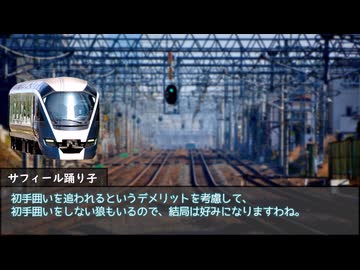 サフィール踊り子
初手囲いを追われるというデメリットを考慮して、
初手囲いをしない狼もいるので、結局は好みになりますわね。